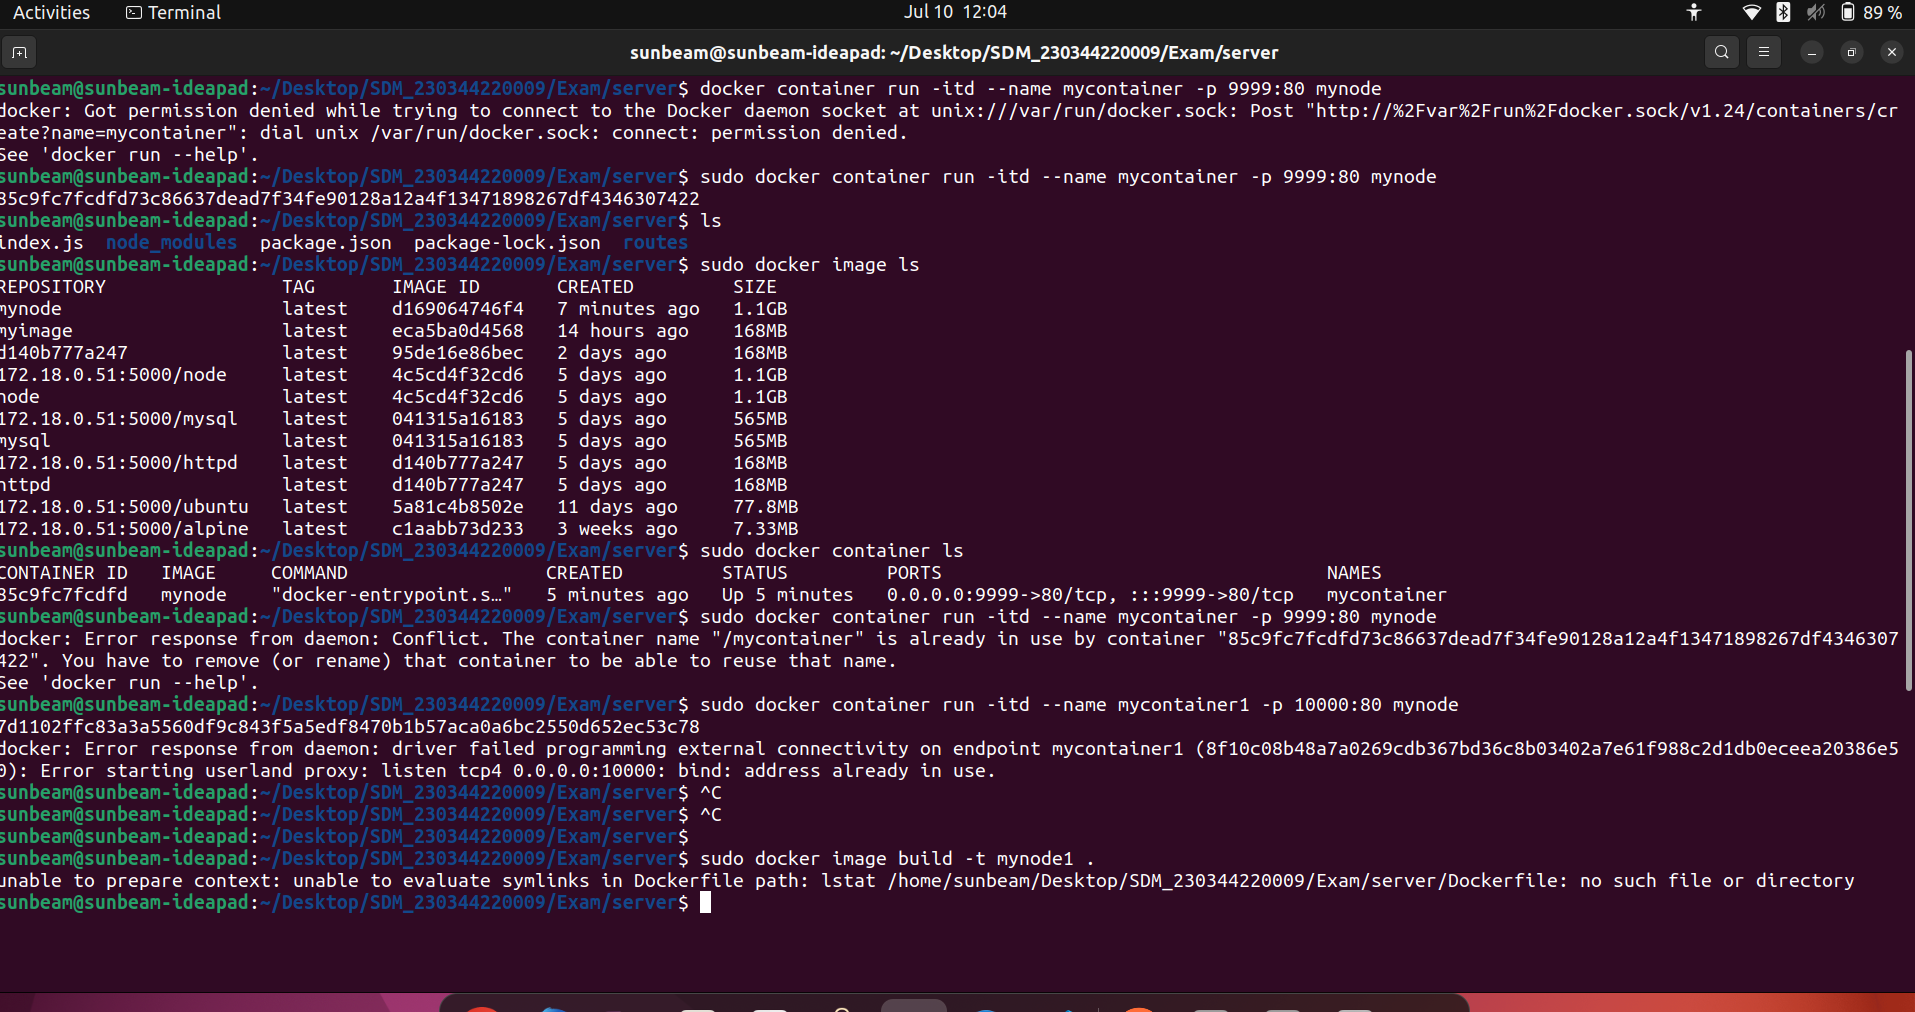 Activities Terminal Jul 10 12:04 89 %
sunbeam@sunbeam-ideapad: ~/Desktop/SDM_230344220009/Exam/server
sunbeam@sunbeam-ideapad:~/Desktop/SDM_230344220009/Exam/server$ docker container run -itd --name mycontainer -p 9999:80 mynode
docker: Got permission denied while trying to connect to the Docker daemon socket at unix:///var/run/docker.sock: Post "http://%2Fvar%2Frun%2Fdocker.sock/v1.24/containers/cr
eate?name=mycontainer": dial unix /var/run/docker.sock: connect: permission denied.
See 'docker run --help'.
sunbeam@sunbeam-ideapad:~/Desktop/SDM_230344220009/Exam/server$ sudo docker container run -itd --name mycontainer -p 9999:80 mynode
85c9fc7fcdfd73c86637dead7f34fe90128a12a4f13471898267df4346307422
sunbeam@sunbeam-ideapad:~/Desktop/SDM_230344220009/Exam/server$ ls
index.js node_modules package.json package-lock.json routes
sunbeam@sunbeam-ideapad:~/Desktop/SDM_230344220009/Exam/server$ sudo docker image ls
REPOSITORY TAG IMAGE ID CREATED SIZE
mynode latest d169064746f4 7 minutes ago 1.1GB
myimage latest eca5ba0d4568 14 hours ago 168MB
d140b777a247 latest 95de16e86bec 2 days ago 168MB
172.18.0.51:5000/node latest 4c5cd4f32cd6 5 days ago 1.1GB
node latest 4c5cd4f32cd6 5 days ago 1.1GB
172.18.0.51:5000/mysql latest 041315a16183 5 days ago 565MB
mysql latest 041315a16183 5 days ago 565MB
172.18.0.51:5000/httpd latest d140b777a247 5 days ago 168MB
httpd latest d140b777a247 5 days ago 168MB
172.18.0.51:5000/ubuntu latest 5a81c4b8502e 11 days ago 77.8MB
172.18.0.51:5000/alpine latest c1aabb73d233 3 weeks ago 7.33MB
sunbeam@sunbeam-ideapad:~/Desktop/SDM_230344220009/Exam/server$ sudo docker container ls
CONTAINER ID IMAGE COMMAND CREATED STATUS PORTS NAMES
85c9fc7fcdfd mynode "docker-entrypoint.s…" 5 minutes ago Up 5 minutes 0.0.0.0:9999->80/tcp, :::9999->80/tcp mycontainer
sunbeam@sunbeam-ideapad:~/Desktop/SDM_230344220009/Exam/server$ sudo docker container run -itd --name mycontainer -p 9999:80 mynode
docker: Error response from daemon: Conflict. The container name "/mycontainer" is already in use by container "85c9fc7fcdfd73c86637dead7f34fe90128a12a4f13471898267df4346307
422". You have to remove (or rename) that container to be able to reuse that name.
See 'docker run --help'.
sunbeam@sunbeam-ideapad:~/Desktop/SDM_230344220009/Exam/server$ sudo docker container run -itd --name mycontainer1 -p 10000:80 mynode
7d1102ffc83a3a5560df9c843f5a5edf8470b1b57aca0a6bc2550d652ec53c78
docker: Error response from daemon: driver failed programming external connectivity on endpoint mycontainer1 (8f10c08b48a7a0269cdb367bd36c8b03402a7e61f988c2d1db0eceea20386e5
0): Error starting userland proxy: listen tcp4 0.0.0.0:10000: bind: address already in use.
sunbeam@sunbeam-ideapad:~/Desktop/SDM_230344220009/Exam/server$ ^C
sunbeam@sunbeam-ideapad:~/Desktop/SDM_230344220009/Exam/server$ ^C
sunbeam@sunbeam-ideapad:~/Desktop/SDM_230344220009/Exam/server$
sunbeam@sunbeam-ideapad:~/Desktop/SDM_230344220009/Exam/server$ sudo docker image build -t mynode1 .
unable to prepare context: unable to evaluate symlinks in Dockerfile path: lstat /home/sunbeam/Desktop/SDM_230344220009/Exam/server/Dockerfile: no such file or directory
sunbeam@sunbeam-ideapad:~/Desktop/SDM_230344220009/Exam/server$